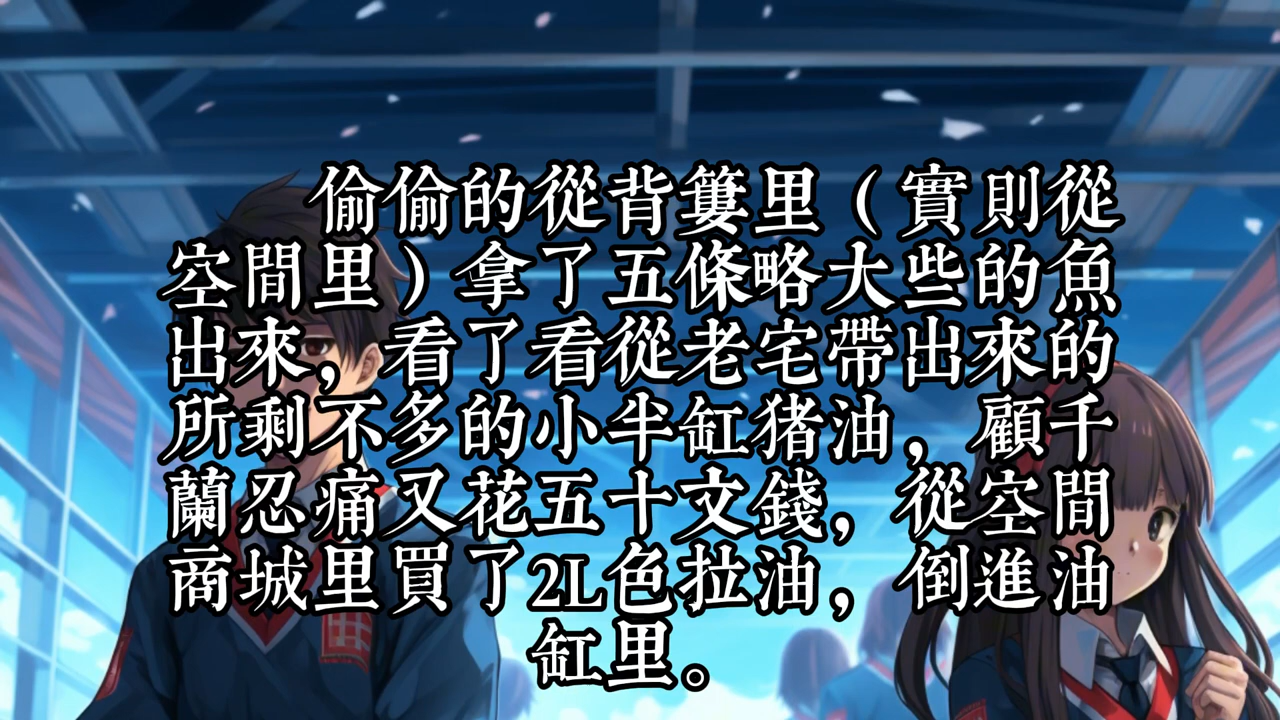 偷偷的從背簍里（實則從
空間里）拿了五條略大些的魚
出來，看了看從老宅帶出來的
所剩不多的小半缸猪油，顧千
蘭忍痛又花五十文錢，從空間
商城里買了2L色拉油，倒進油
缸里。